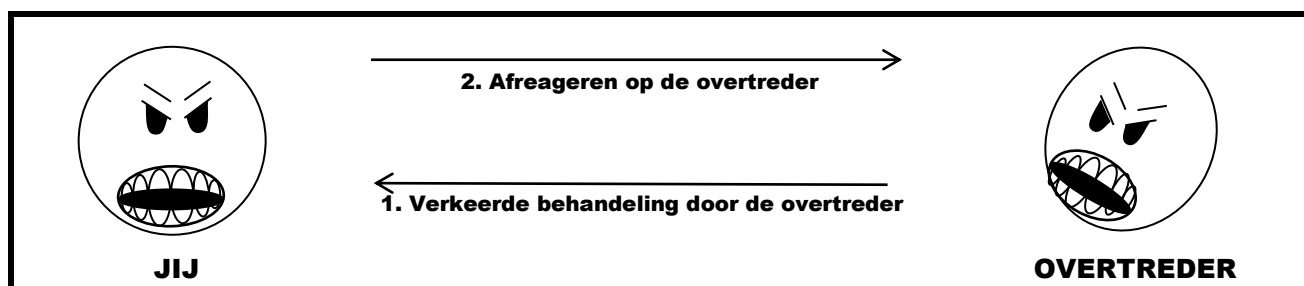 2. Afreageren op de overtreder
1. Verkeerde behandeling door de overtreder
JIJ
OVERTREDER